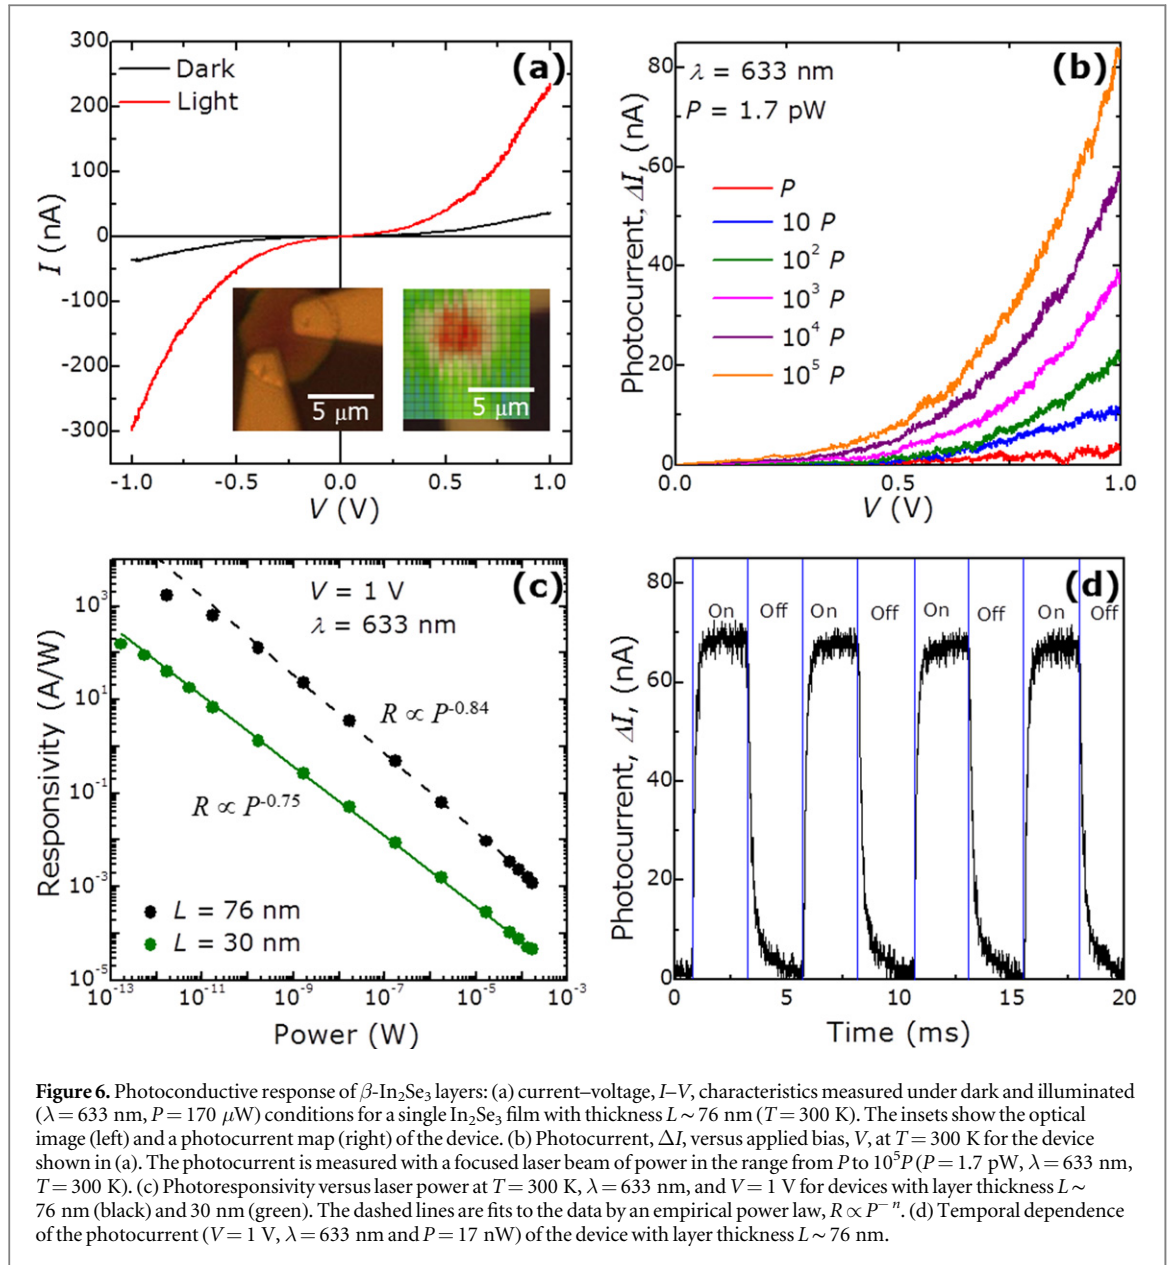 300
200
100
0
-100
-200
-300
I (nA)
Dark
Light
(a)
5 μm
5 μm
-1.0 -0.5 0.0 0.5 1.0
V (V)
80
60
40
20
0
Photocurrent, ΔI, (nA)
λ = 633 nm
P = 1.7 pW
(b)
P
10 P
10² P
10³ P
10⁴ P
10⁵ P
0.0 0.5 1.0
V (V)
10³
10¹
10⁻¹
10⁻³
10⁻⁵
Responsivity (A/W)
V = 1 V
λ = 633 nm
(c)
R ∝ P⁻⁰·⁸⁴
R ∝ P⁻⁰·⁷⁵
L = 76 nm
L = 30 nm
10⁻¹³ 10⁻¹¹ 10⁻⁹ 10⁻⁷ 10⁻⁵ 10⁻³
Power (W)
80
60
40
20
0
Photocurrent, ΔI, (nA)
(d)
On Off On Off On Off On Off
0 5 10 15 20
Time (ms)
Figure 6. Photoconductive response of β-In₂Se₃ layers: (a) current–voltage, I–V, characteristics measured under dark and illuminated
(λ = 633 nm, P = 170 μW) conditions for a single In₂Se₃ film with thickness L ~ 76 nm (T = 300 K). The insets show the optical
image (left) and a photocurrent map (right) of the device. (b) Photocurrent, ΔI, versus applied bias, V, at T = 300 K for the device
shown in (a). The photocurrent is measured with a focused laser beam of power in the range from P to 10⁵P (P = 1.7 pW, λ = 633 nm,
T = 300 K). (c) Photoresponsivity versus laser power at T = 300 K, λ = 633 nm, and V = 1 V for devices with layer thickness L ~
76 nm (black) and 30 nm (green). The dashed lines are fits to the data by an empirical power law, R ∝ P⁻ⁿ. (d) Temporal dependence
of the photocurrent (V = 1 V, λ = 633 nm and P = 17 nW) of the device with layer thickness L ~ 76 nm.